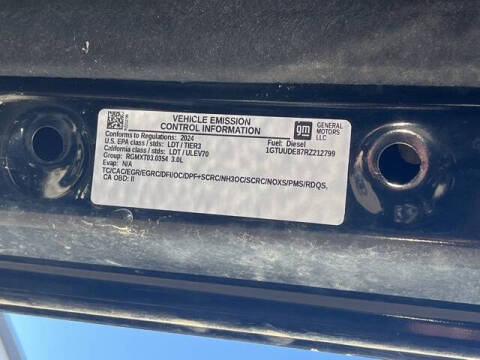 VEHICLE EMISSION
CONTROL INFORMATION
gm
GENERAL
MOTORS
LLC
Conforms to Regulations: 2024
Fuel: Diesel
U.S. EPA class / stds: LDT / TIER3
1GTUUDE87RZ212799
California class / stds: LDT / ULEV70
Group: RGMXT03.0354 3.0L
Evap: N/A
TC/CAC/EGR/EGRC/DFI/OC/DPF+SCRC/NH3OC/SCRC/NOXS/PMS/RDQS,
CA OBD: II